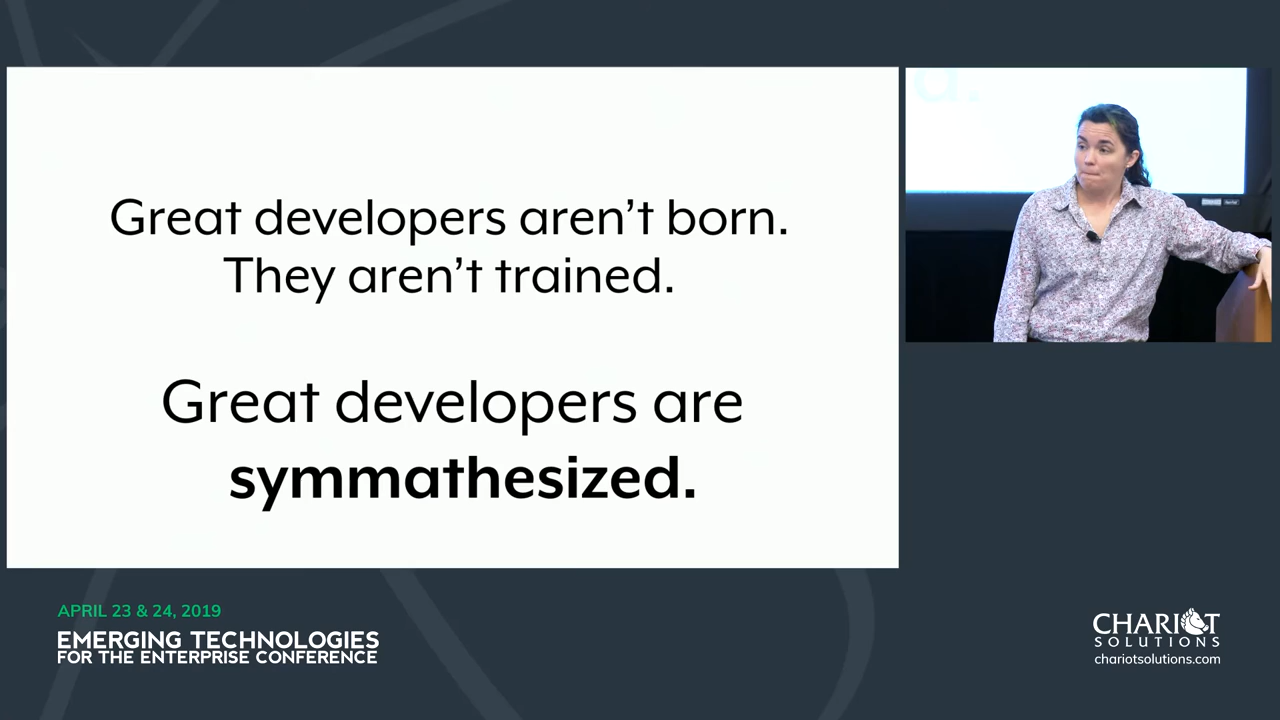 Great developers aren’t born.
They aren’t trained.
Great developers are
symmathesized.
d.
APRIL 23 & 24, 2019
EMERGING TECHNOLOGIES
FOR THE ENTERPRISE CONFERENCE
CHARIOT
SOLUTIONS
chariotsolutions.com